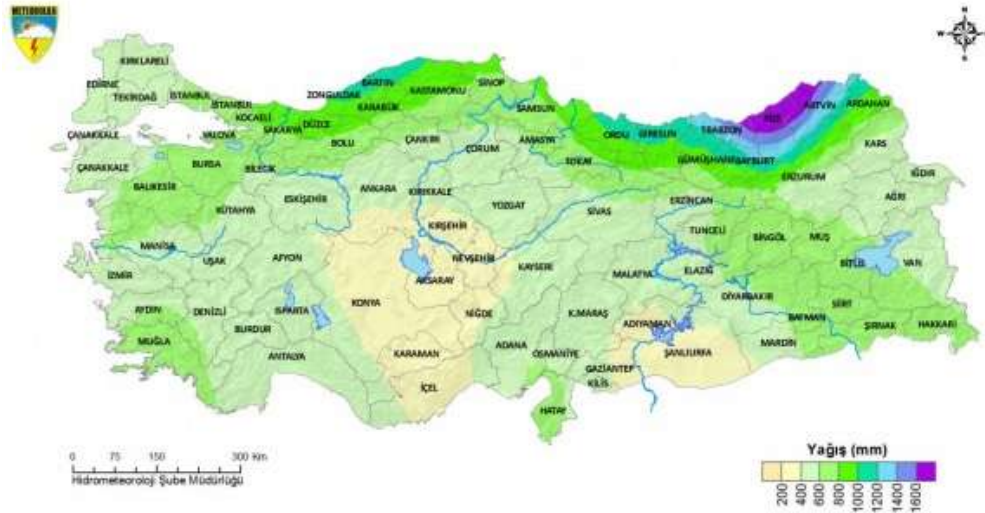 METEOROLOJİ
N
W
E
S
KIRKLARELİ
EDİRNE
TEKİRDAĞ
İSTANBUL
İSTANBUL
KOCAELİ
YALOVA
SAKARYA
DÜZCE
ZONGULDAK
BARTIN
KARABÜK
KASTAMONU
SİNOP
SAMSUN
ORDU
GİRESUN
TRABZON
RİZE
ARTVİN
ARDAHAN
ÇANAKKALE
ÇANAKKALE
BURSA
BİLECİK
BOLU
ÇANKIRI
ÇORUM
AMASYA
TOKAT
GÜMÜŞHANE
BAYBURT
ERZURUM
KARS
IĞDIR
AĞRI
BALIKESİR
KÜTAHYA
ESKİŞEHİR
ANKARA
KIRIKKALE
YOZGAT
SİVAS
ERZİNCAN
TUNCELİ
BİNGÖL
MUŞ
BİTLİS
VAN
MANİSA
UŞAK
AFYON
KIRŞEHİR
NEVŞEHİR
AKSARAY
KAYSERİ
MALATYA
ELAZIĞ
DİYARBAKIR
BATMAN
SİİRT
ŞIRNAK
HAKKARİ
İZMİR
AYDIN
DENİZLİ
ISPARTA
BURDUR
KONYA
NİĞDE
K.MARAŞ
ADIYAMAN
MARDİN
ŞANLIURFA
MUĞLA
ANTALYA
KARAMAN
İÇEL
ADANA
OSMANİYE
GAZİANTEP
KİLİS
HATAY
0 75 150 300 Km
Hidrometeoroloji Şube Müdürlüğü
Yağış (mm)
200 400 600 800 1000 1200 1400 1600